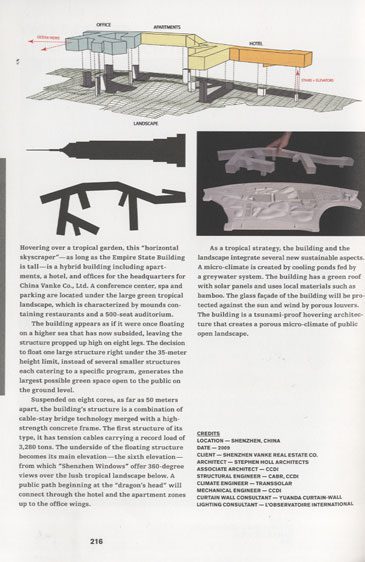 OFFICE
APARTMENTS
OCEAN VIEWS
HOTEL
STAIRS + ELEVATORS
LANDSCAPE
Hovering over a tropical garden, this “horizontal
skyscraper”—as long as the Empire State Building
is tall—is a hybrid building including apart-
ments, a hotel, and offices for the headquarters for
China Vanke Co., Ltd. A conference center, spa and
parking are located under the large green tropical
landscape, which is characterized by mounds con-
taining restaurants and a 500-seat auditorium.
The building appears as if it were once floating
on a higher sea that has now subsided, leaving the
structure propped up high on eight legs. The decision
to float one large structure right under the 35-meter
height limit, instead of several smaller structures
each catering to a specific program, generates the
largest possible green space open to the public on
the ground level.
Suspended on eight cores, as far as 50 meters
apart, the building’s structure is a combination of
cable-stay bridge technology merged with a high-
strength concrete frame. The first structure of its
type, it has tension cables carrying a record load of
3,280 tons. The underside of the floating structure
becomes its main elevation—the sixth elevation—
from which “Shenzhen Windows” offer 360-degree
views over the lush tropical landscape below. A
public path beginning at the “dragon’s head” will
connect through the hotel and the apartment zones
up to the office wings.
As a tropical strategy, the building and the
landscape integrate several new sustainable aspects.
A micro-climate is created by cooling ponds fed by
a greywater system. The building has a green roof
with solar panels and uses local materials such as
bamboo. The glass façade of the building will be pro-
tected against the sun and wind by porous louvers.
The building is a tsunami-proof hovering architec-
ture that creates a porous micro-climate of public
open landscape.
CREDITS
LOCATION — SHENZHEN, CHINA
DATE — 2009
CLIENT — SHENZHEN VANKE REAL ESTATE CO.
ARCHITECT — STEPHEN HOLL ARCHITECTS
ASSOCIATE ARCHITECT — CCDI
STRUCTURAL ENGINEER — CABR, CCDI
CLIMATE ENGINEER — TRANSSOLAR
MECHANICAL ENGINEER — CCDI
CURTAIN WALL CONSULTANT — YUANDA CURTAIN-WALL
LIGHTING CONSULTANT — L'OBSERVATOIRE INTERNATIONAL
216